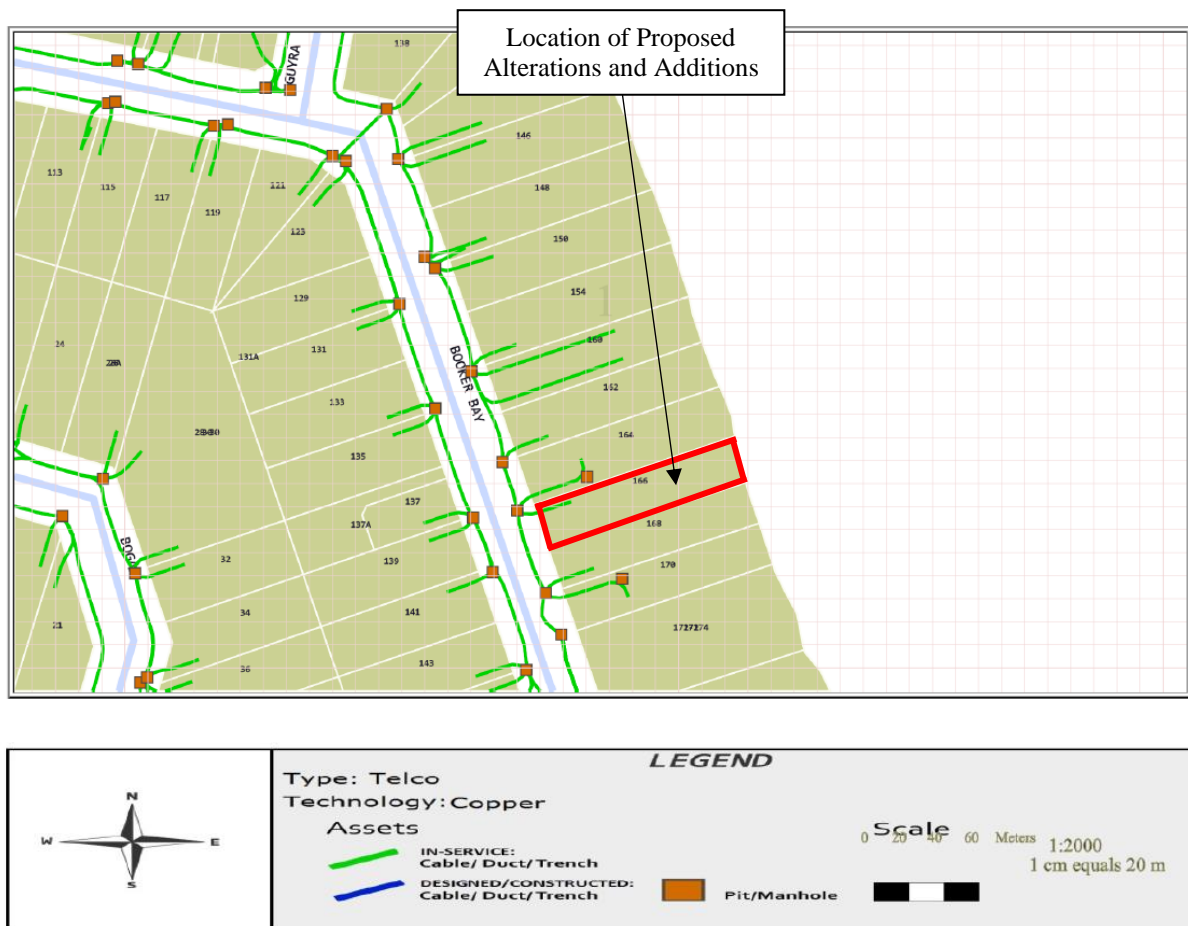 Location of Proposed
Alterations and Additions
138
GUYRA
146
113
115
117
119
121
123
148
150
154
1
129
131A
131
133
24
160
162
164
BOOKER BAY
135
166
137
137A
168
32
139
170
34
141
36
143
LEGEND
Type: Telco
Technology: Copper
Assets
Scale
0 20 40 60 Meters
1:2000
1 cm equals 20 m
IN-SERVICE:
Cable/ Duct/ Trench
DESIGNED/CONSTRUCTED:
Cable/ Duct/ Trench
Pit/Manhole
N
W
E
S